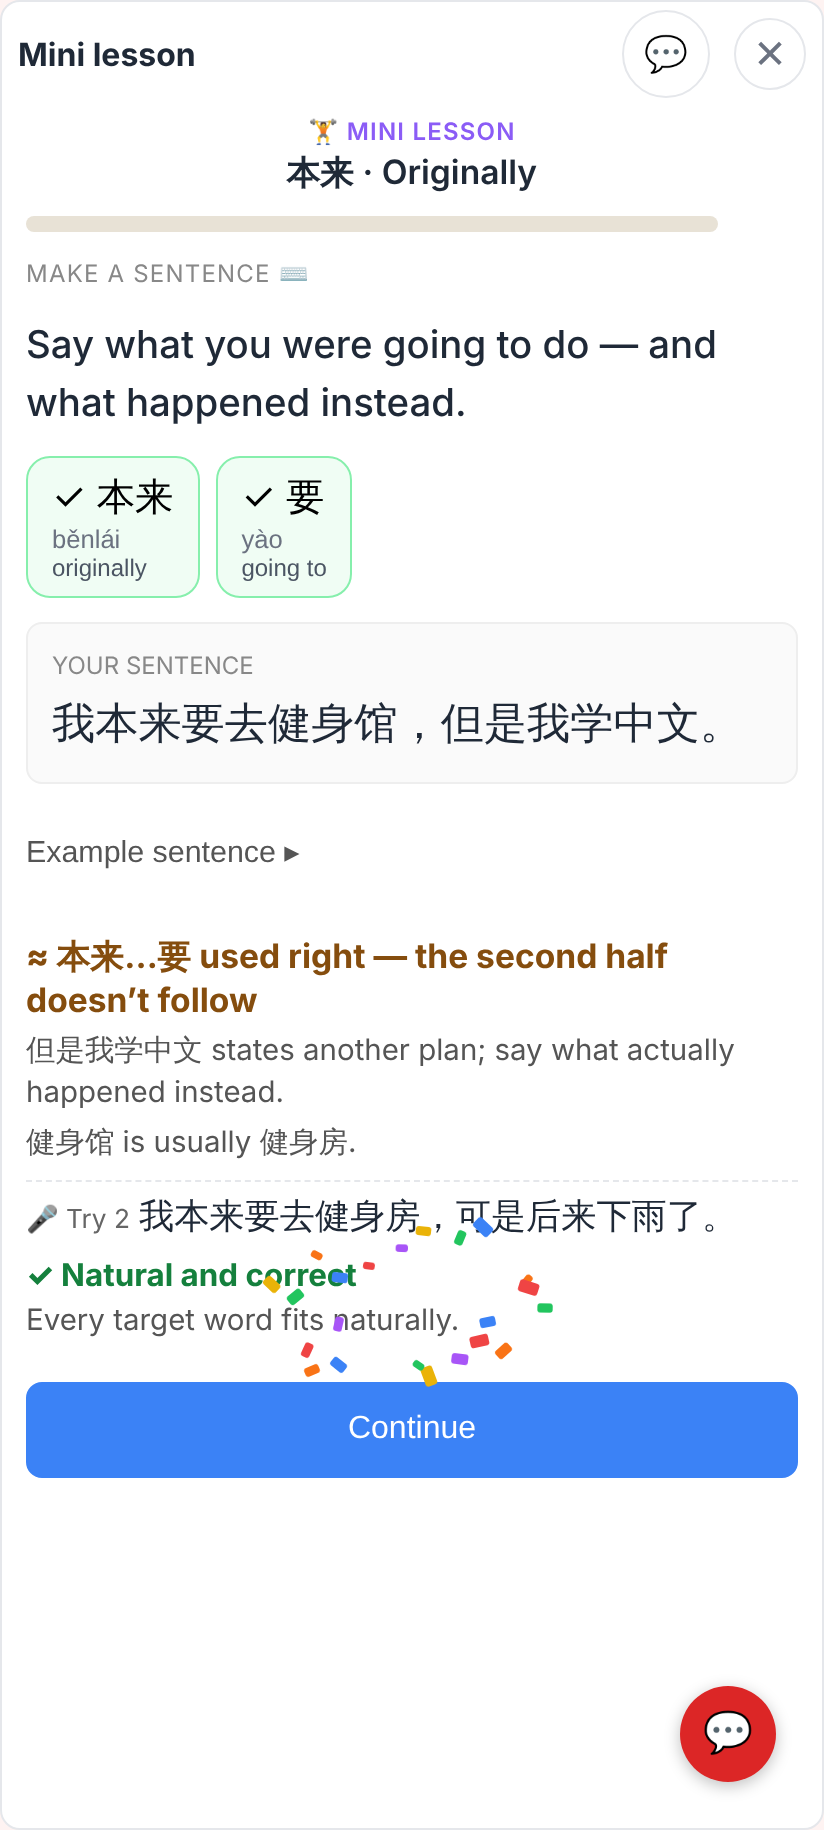 Mini lesson
MINI LESSON
本来 · Originally
MAKE A SENTENCE
Say what you were going to do — and
what happened instead.
✓ 本来
běnlái
originally
✓ 要
yào
going to
YOUR SENTENCE
我本来要去健身馆，但是我学中文。
Example sentence ▸
≈ 本来…要 used right — the second half
doesn’t follow
但是我学中文 states another plan; say what actually
happened instead.
健身馆 is usually 健身房.
Try 2 我本来要去健身房，可是后来下雨了。
✓ Natural and correct
Every target word fits naturally.
Continue